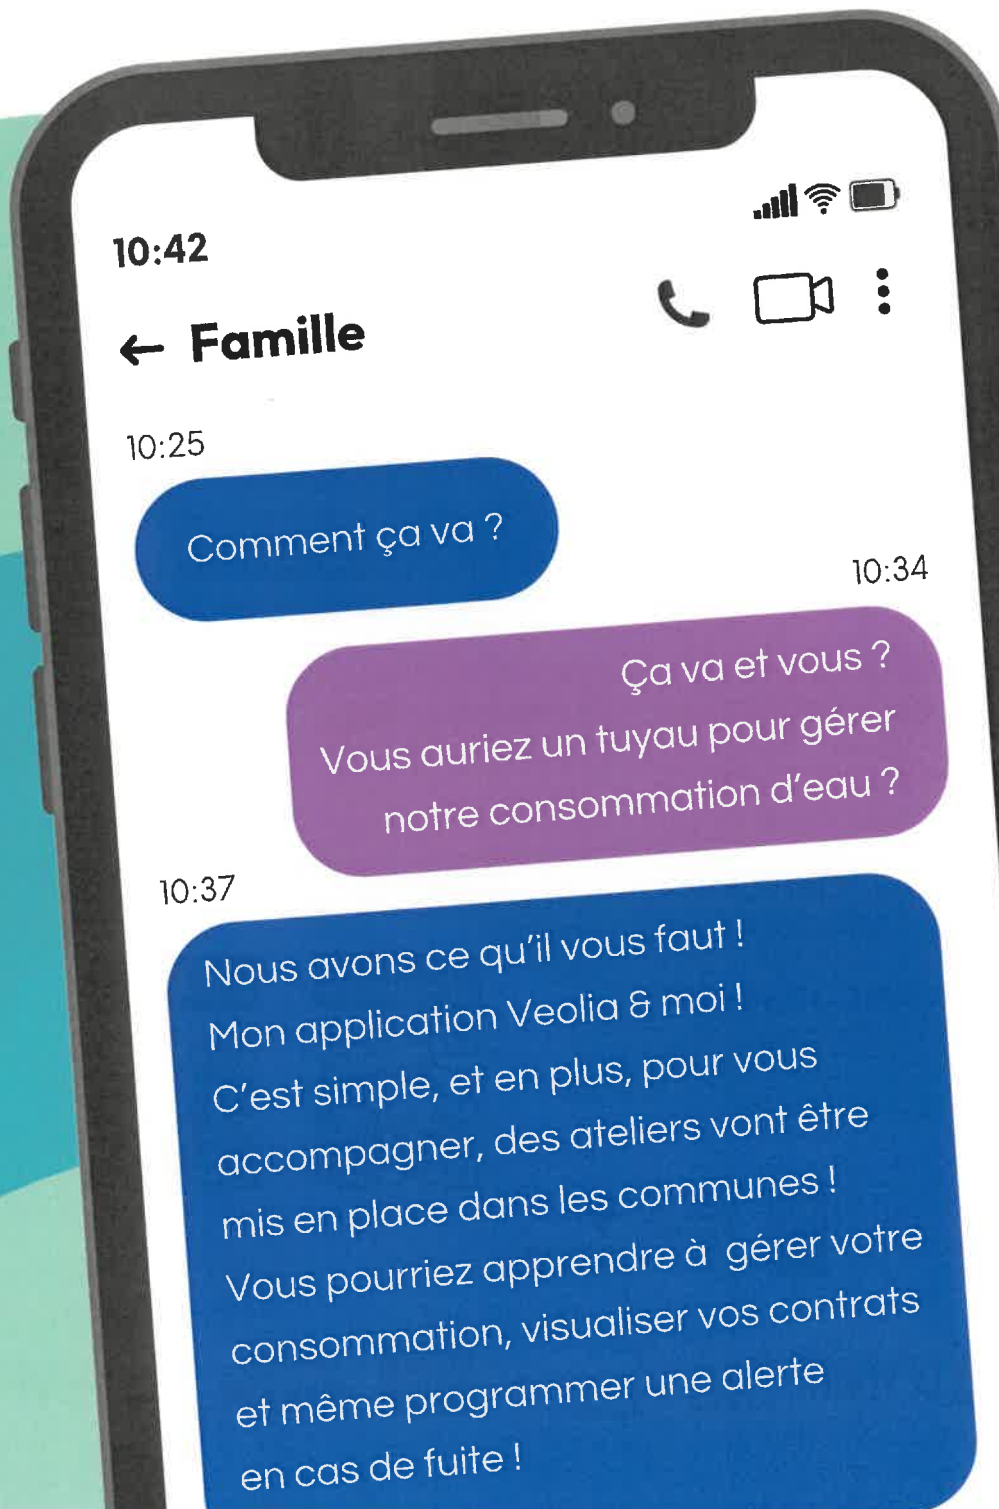 10:42
← Famille
10:25
Comment ça va ?
10:34
Ça va et vous ?
Vous auriez un tuyau pour gérer
notre consommation d'eau ?
10:37
Nous avons ce qu'il vous faut !
Mon application Veolia & moi !
C'est simple, et en plus, pour vous
accompagner, des ateliers vont être
mis en place dans les communes !
Vous pourriez apprendre à gérer votre
consommation, visualiser vos contrats
et même programmer une alerte
en cas de fuite !